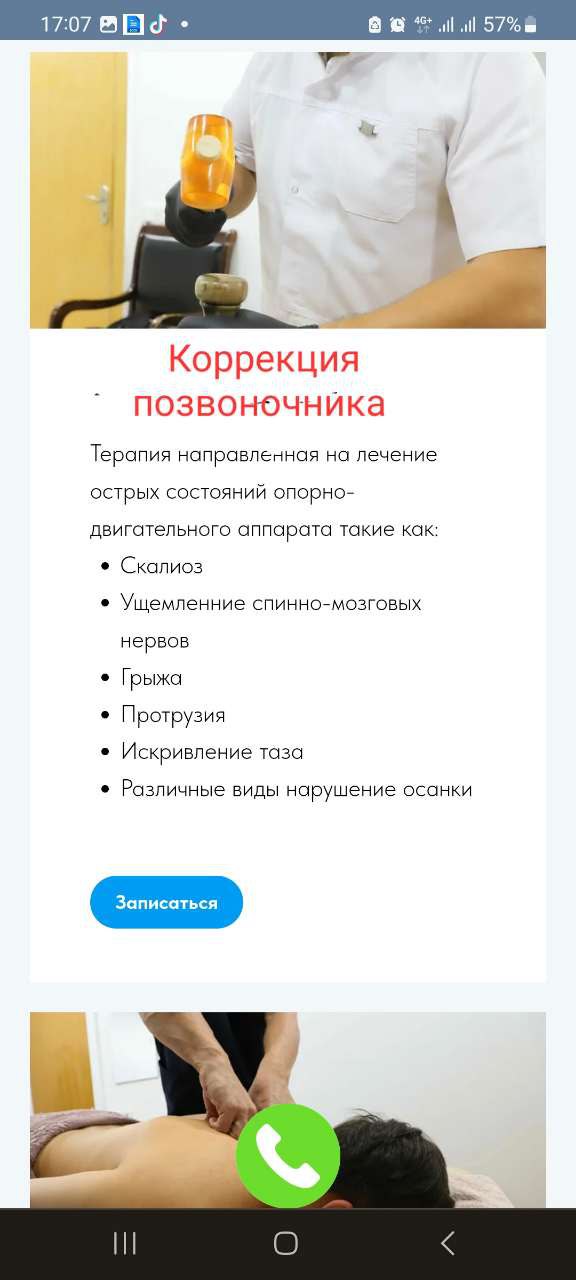 17:07
4G+
57%
Коррекция
позвоночника
Терапия направленная на лечение
острых состояний опорно-
двигательного аппарата такие как:
• Скалиоз
• Ущемленние спинно-мозговых
нервов
• Грыжа
• Протрузия
• Искривление таза
• Различные виды нарушение осанки
Записаться